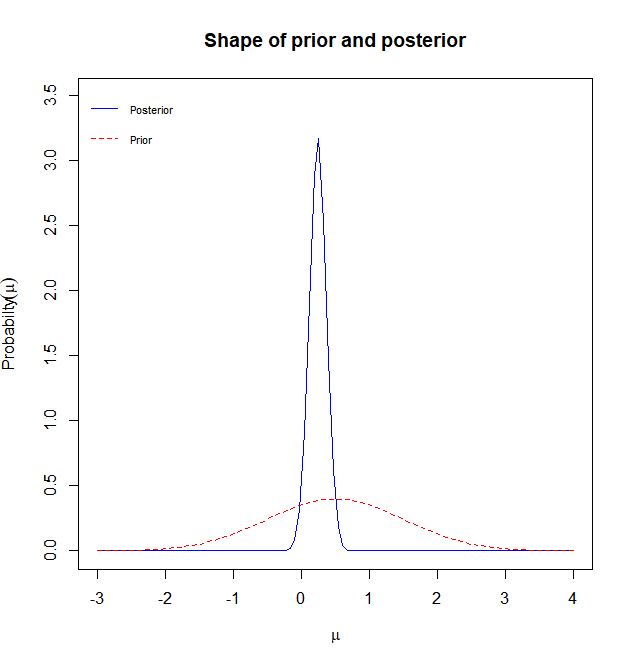 Shape of prior and posterior
Posterior
Prior
3.5
3.0
2.5
2.0
1.5
1.0
0.5
0.0
Probabilty(μ)
-3 -2 -1 0 1 2 3 4
μ